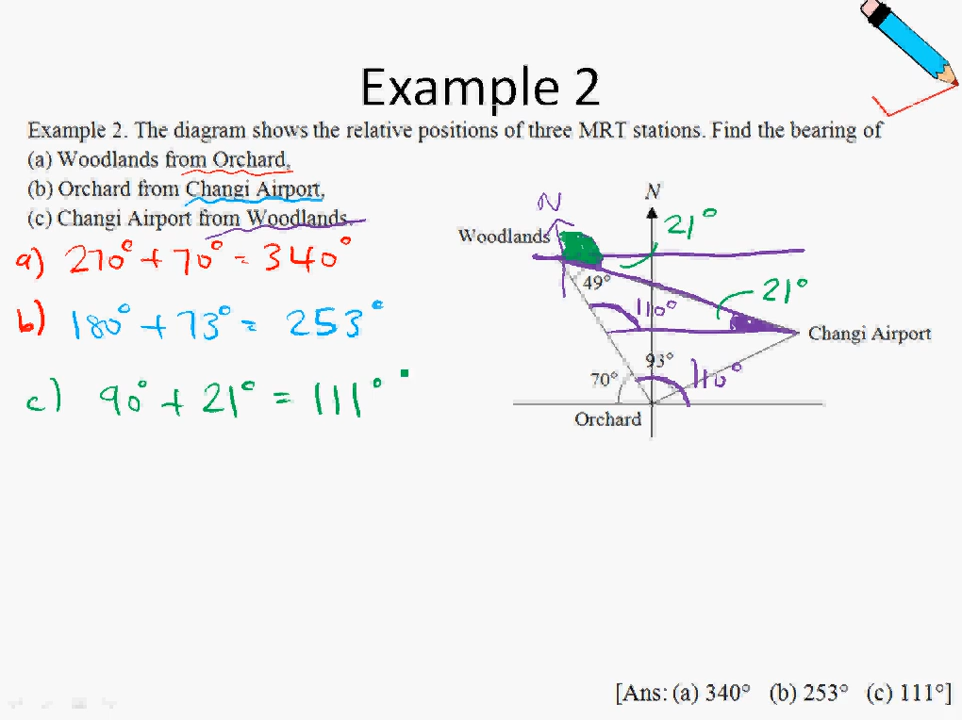 Example 2
Example 2. The diagram shows the relative positions of three MRT stations. Find the bearing of
(a) Woodlands from Orchard,
(b) Orchard from Changi Airport,
(c) Changi Airport from Woodlands
a) 270° + 70° = 340°
b) 180° + 73° = 253°
c) 90° + 21° = 111°
N
N
21°
Woodlands
49°
21°
110°
Changi Airport
93°
70°
110°
Orchard
[Ans: (a) 340° (b) 253° (c) 111°]